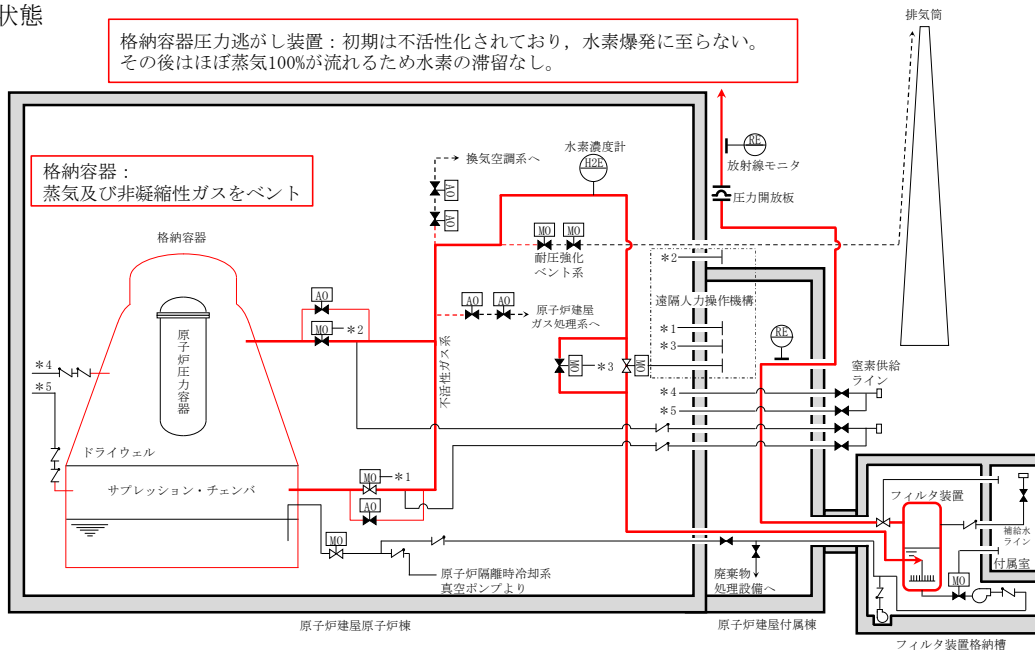 状態
格納容器圧力逃がし装置：初期は不活性化されており，水素爆発に至らない。
その後はほぼ蒸気100%が流れるため水素の滞留なし。
排気筒
格納容器：
蒸気及び非凝縮性ガスをベント
換気空調系へ
水素濃度計
H2E
RE
放射線モニタ
圧力開放板
AO
AO
格納容器
MO
MO
耐圧強化
ベント系
＊2
遠隔人力操作機構
AO
MO
＊2
AO
AO
原子炉建屋
ガス処理系へ
＊1
＊3
RE
原子炉圧力容器
不活性ガス系
MO
＊3
MO
窒素供給
ライン
＊4
＊5
＊4
＊5
ドライウェル
サプレッション・チェンバ
MO
＊1
AO
MO
原子炉隔離時冷却系
真空ポンプより
廃棄物
処理設備へ
フィルタ装置
補給水
ライン
付属室
MO
原子炉建屋原子炉棟
原子炉建屋付属棟
フィルタ装置格納槽